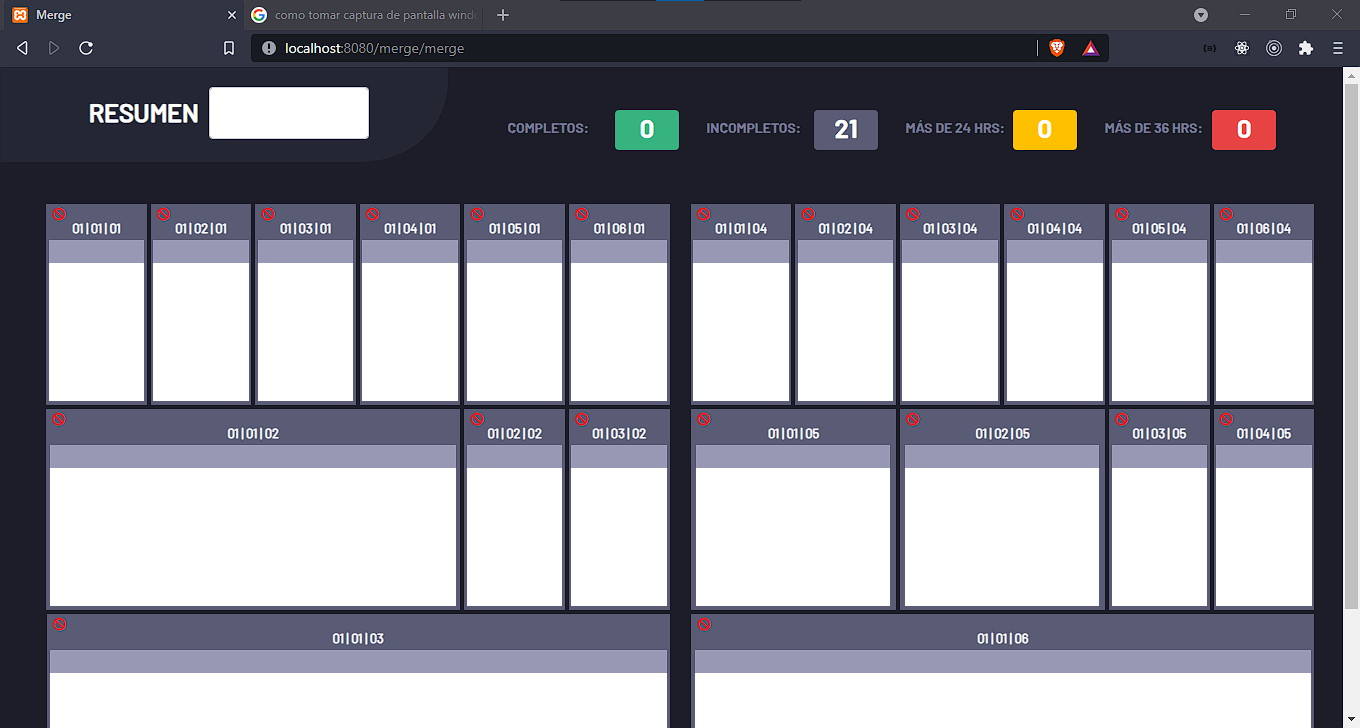 Merge
como tomar captura de pantalla wind
localhost:8080/merge/merge
RESUMEN
COMPLETOS: 0 INCOMPLETOS: 21 MÁS DE 24 HRS: 0 MÁS DE 36 HRS: 0
01|01|01 01|02|01 01|03|01 01|04|01 01|05|01 01|06|01 01|01|04 01|02|04 01|03|04 01|04|04 01|05|04 01|06|04
01|01|02 01|02|02 01|03|02 01|01|05 01|02|05 01|03|05 01|04|05
01|01|03 01|01|06